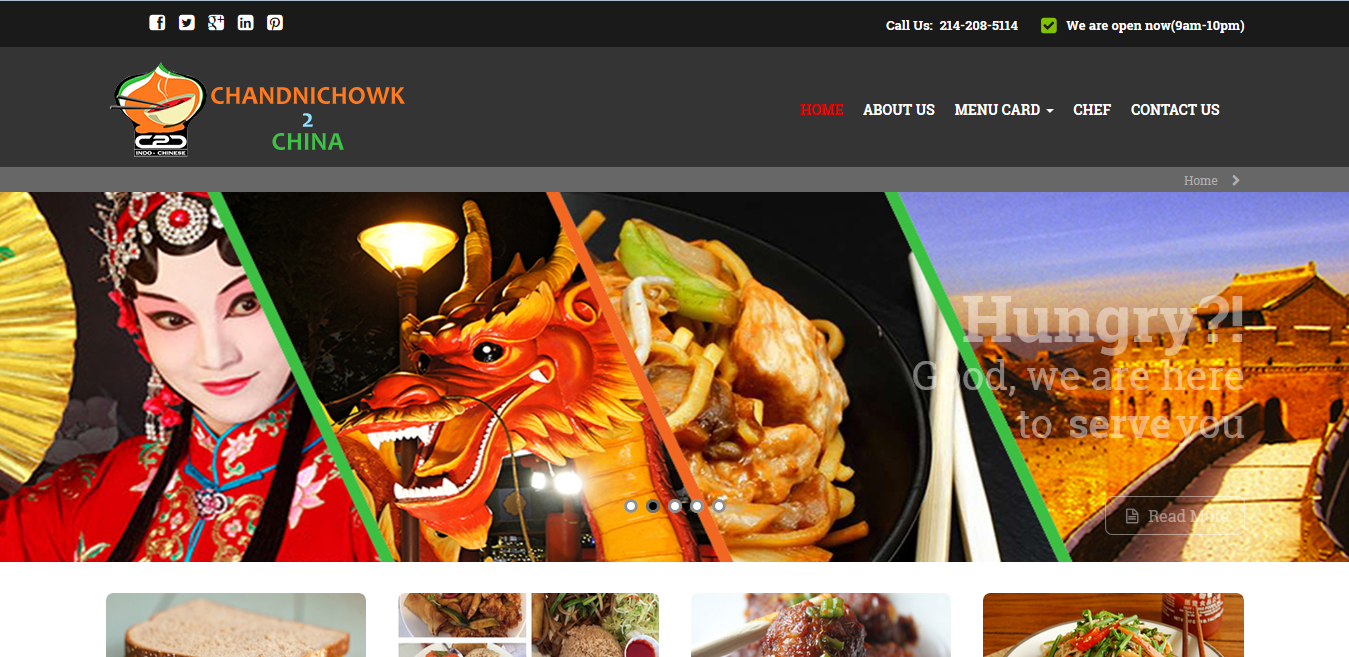 Call Us: 214-208-5114
We are open now(9am-10pm)
CHANDNICHOWK
2
CHINA
C2C
INDO - CHINESE
HOME
ABOUT US
MENU CARD
CHEF
CONTACT US
Home
Hungry?!
Good, we are here
to serve you
Read More